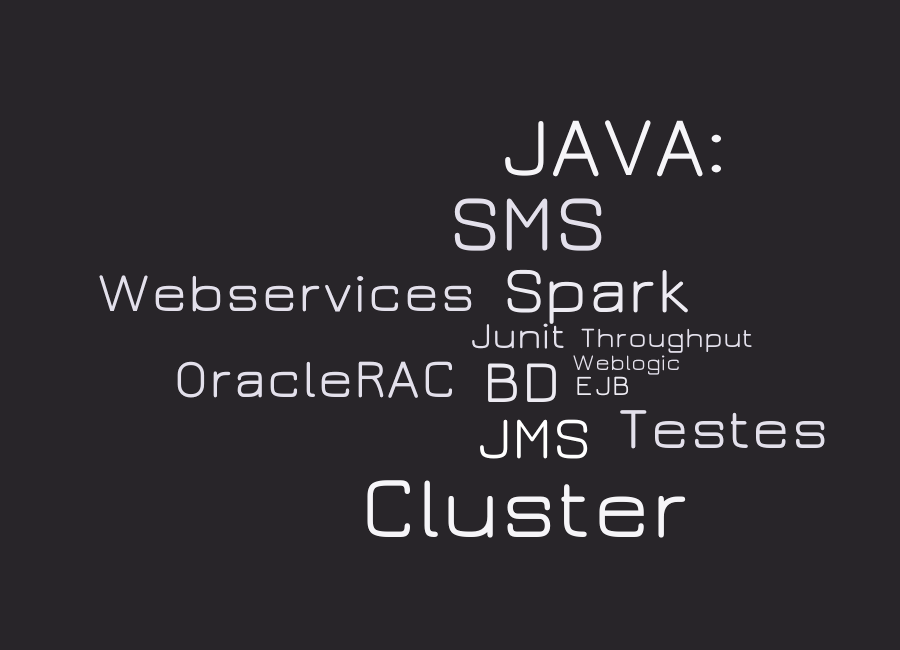 JAVA:
SMS
Webservices Spark
Junit Throughput
Weblogic
OracleRAC BD EJB
JMS Testes
Cluster